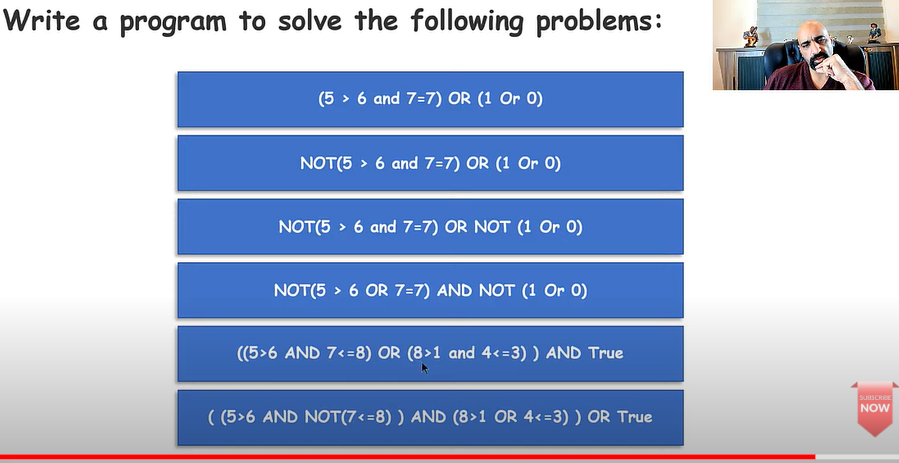 Write a program to solve the following problems:
(5 > 6 and 7=7) OR (1 Or 0)
NOT(5 > 6 and 7=7) OR (1 Or 0)
NOT(5 > 6 and 7=7) OR NOT (1 Or 0)
NOT(5 > 6 OR 7=7) AND NOT (1 Or 0)
((5>6 AND 7<=8) OR (8>1 and 4<=3) ) AND True
( (5>6 AND NOT(7<=8) ) AND (8>1 OR 4<=3) ) OR True
SUBSCRIBE
NOW